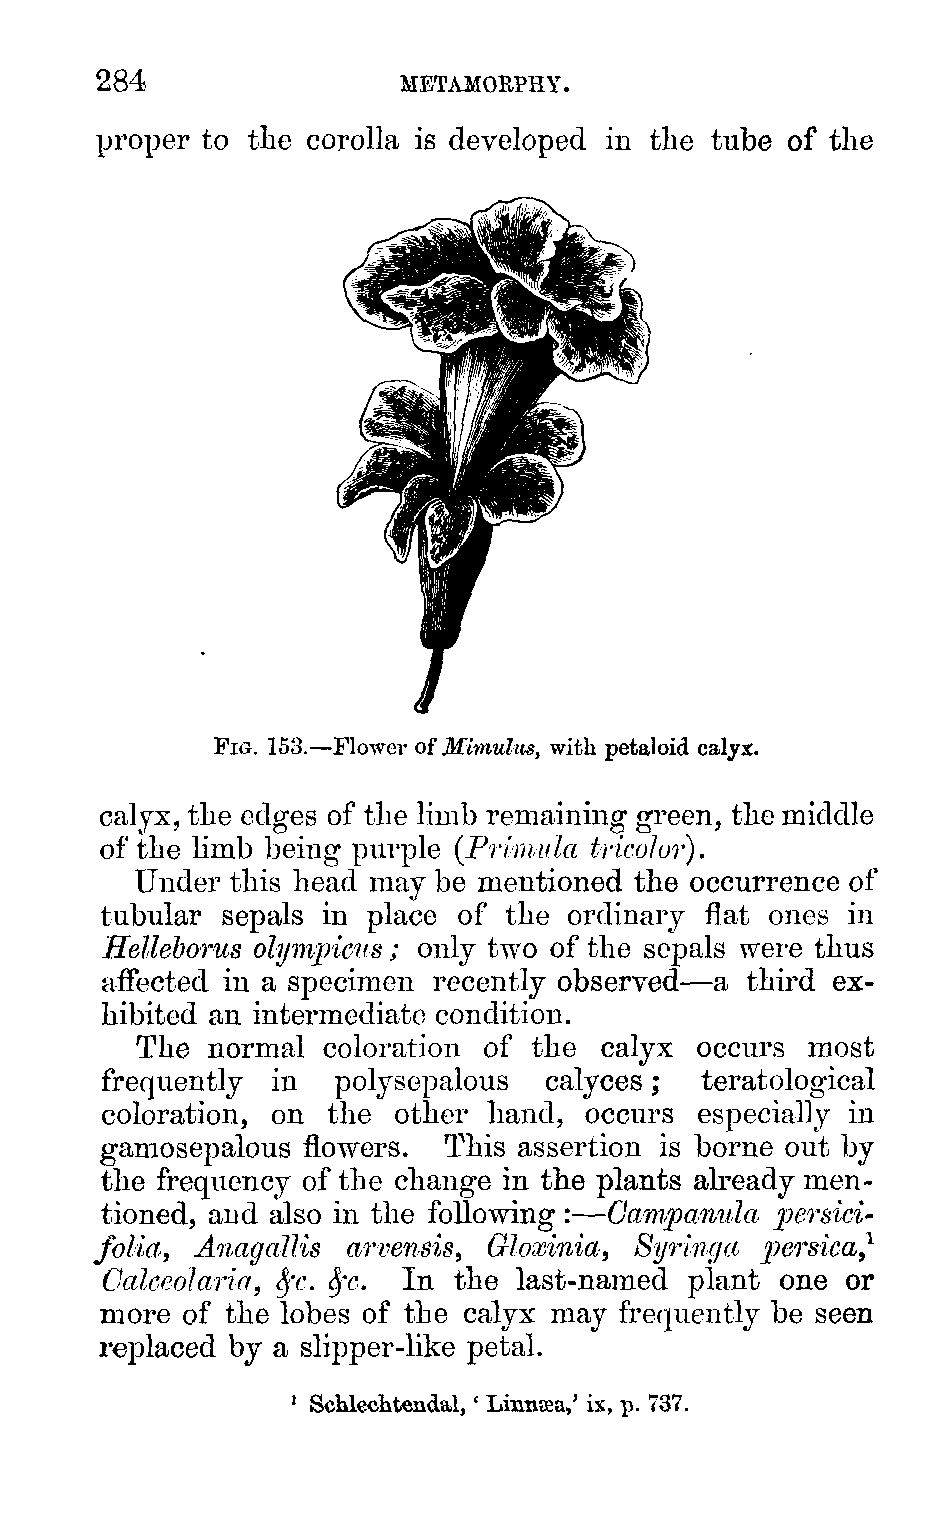 284 METAMORPHY.
proper to the corolla is developed in the tube of the
FIG. 153.—Flower of Mimulus, with petaloid calyx.
calyx, the edges of the limb remaining green, the middle
of the limb being purple (Primula tricolor).
Under this head may be mentioned the occurrence of
tubular sepals in place of the ordinary flat ones in
Helleborus olympicus; only two of the sepals were thus
affected in a specimen recently observed—a third ex-
hibited an intermediate condition.
The normal coloration of the calyx occurs most
frequently in polysepalous calyces; teratological
coloration, on the other hand, occurs especially in
gamosepalous flowers. This assertion is borne out by
the frequency of the change in the plants already men-
tioned, and also in the following:—Campanula persici-
folia, Anagallis arvensis, Gloxinia, Syringa persica,¹
Calceolaria, &c. &c. In the last-named plant one or
more of the lobes of the calyx may frequently be seen
replaced by a slipper-like petal.
¹ Schlechtendal, ‘Linnæa,’ ix, p. 737.